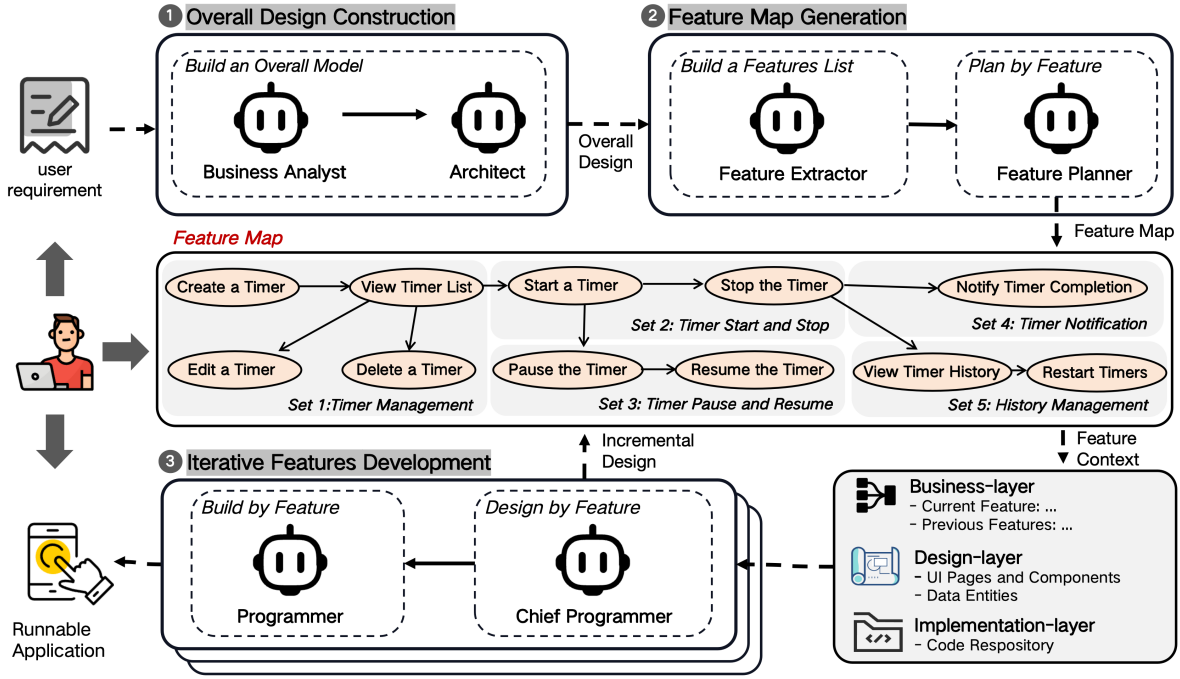 1 Overall Design Construction
2 Feature Map Generation
Build an Overall Model
Business Analyst
Architect
Build a Features List
Feature Extractor
Plan by Feature
Feature Planner
user
requirement
Overall
Design
Feature Map
Feature Map
Create a Timer
View Timer List
Start a Timer
Stop the Timer
Notify Timer Completion
Set 2: Timer Start and Stop
Set 4: Timer Notification
Edit a Timer
Delete a Timer
Pause the Timer
Resume the Timer
View Timer History
Restart Timers
Set 1:Timer Management
Set 3: Timer Pause and Resume
Set 5: History Management
Incremental
Design
Feature
Context
3 Iterative Features Development
Build by Feature
Programmer
Design by Feature
Chief Programmer
Business-layer
- Current Feature: ...
- Previous Features: ...
Design-layer
- UI Pages and Components
- Data Entities
Implementation-layer
- Code Respository
</>
Runnable
Application